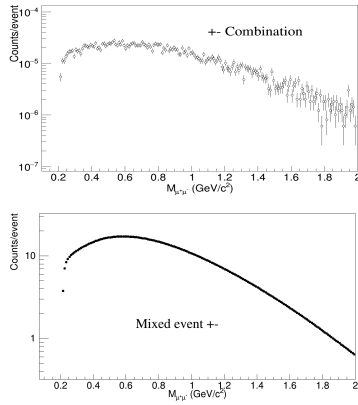 10⁻⁴
+- Combination
Counts/event
10⁻⁵
10⁻⁶
10⁻⁷
0.2 0.4 0.6 0.8 1 1.2 1.4 1.6 1.8 2
M_μ⁺μ⁻ (GeV/c²)
Counts/event
10
Mixed event +-
1
0 0.2 0.4 0.6 0.8 1 1.2 1.4 1.6 1.8 2
M_μ⁺μ⁻ (GeV/c²)